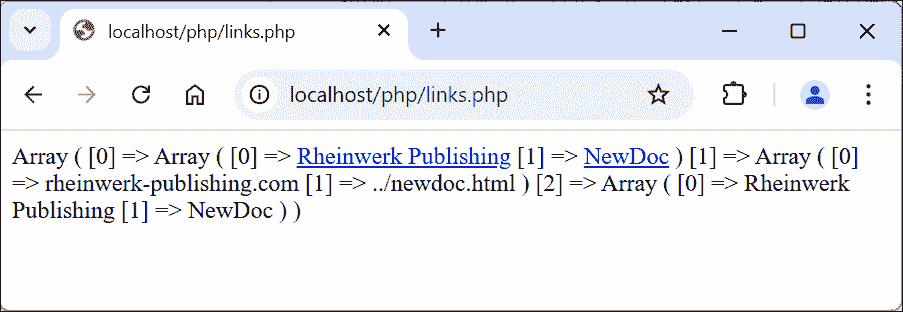 localhost/php/links.php
localhost/php/links.php
Array ( [0] => Array ( [0] => Rheinwerk Publishing [1] => NewDoc ) [1] => Array ( [0]
=> rheinwerk-publishing.com [1] => ../newdoc.html ) [2] => Array ( [0] => Rheinwerk
Publishing [1] => NewDoc ) )